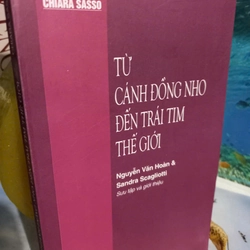 CHIARA SASSO
TỪ
CÁNH ĐỒNG NHO
ĐẾN TRÁI TIM
THẾ GIỚI
Nguyễn Văn Hoàn &
Sandra Scagliotti
Sưu tập và giới thiệu